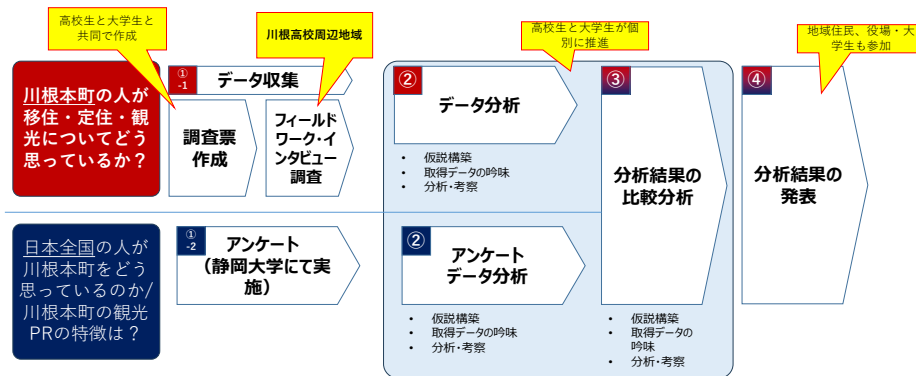 高校生と大学生と
共同で作成
川根高校周辺地域
高校生と大学生が個
別に推進
地域住民、役場・大
学生も参加
川根本町の人が
移住・定住・観
光についてどう
思っているか？
①
-1
データ収集
調査票
作成
フィールド
ワーク・イ
ンタビュー
調査
②
データ分析
• 仮説構築
• 取得データの吟味
• 分析・考察
③
分析結果の
比較分析
• 仮説構築
• 取得データの
吟味
• 分析・考察
④
分析結果の
発表
日本全国の人が
川根本町をどう
思っているのか/
川根本町の観光
PRの特徴は？
①
-2
アンケート
（静岡大学にて実
施）
②
アンケート
データ分析
• 仮説構築
• 取得データの吟味
• 分析・考察